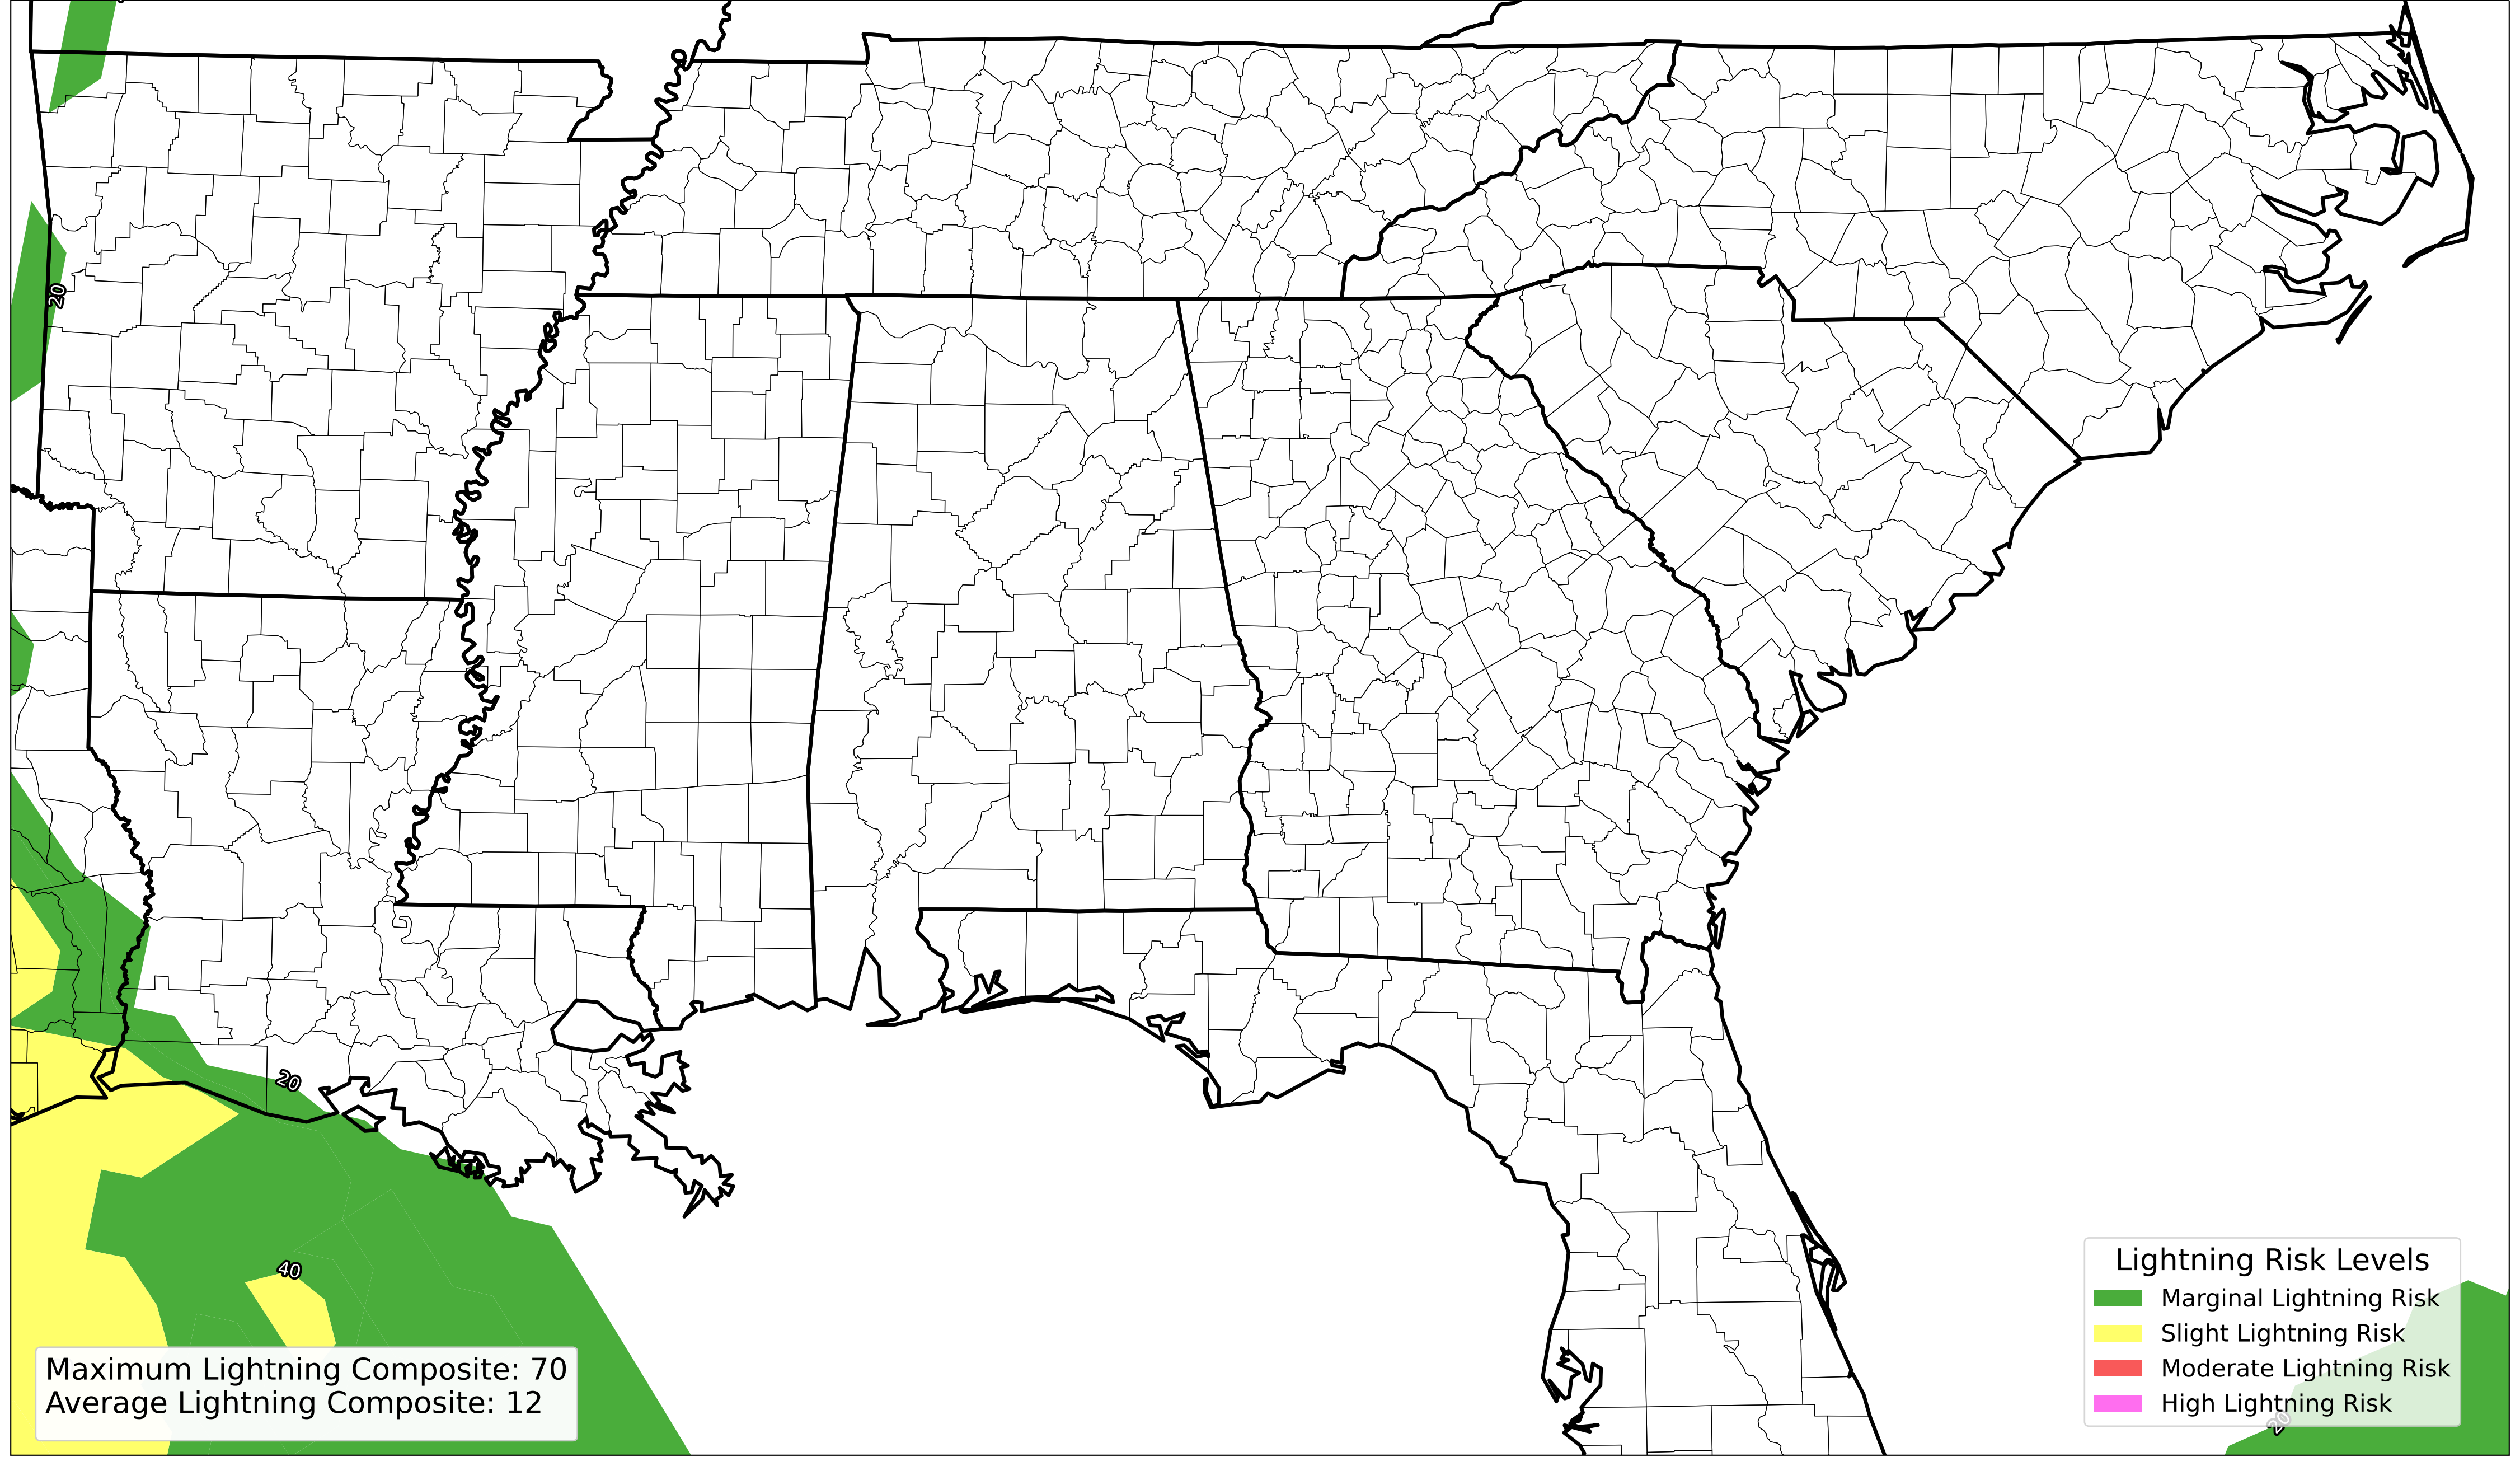 20
20
40
Maximum Lightning Composite: 70
Average Lightning Composite: 12
Lightning Risk Levels
Marginal Lightning Risk
Slight Lightning Risk
Moderate Lightning Risk
High Lightning Risk
20